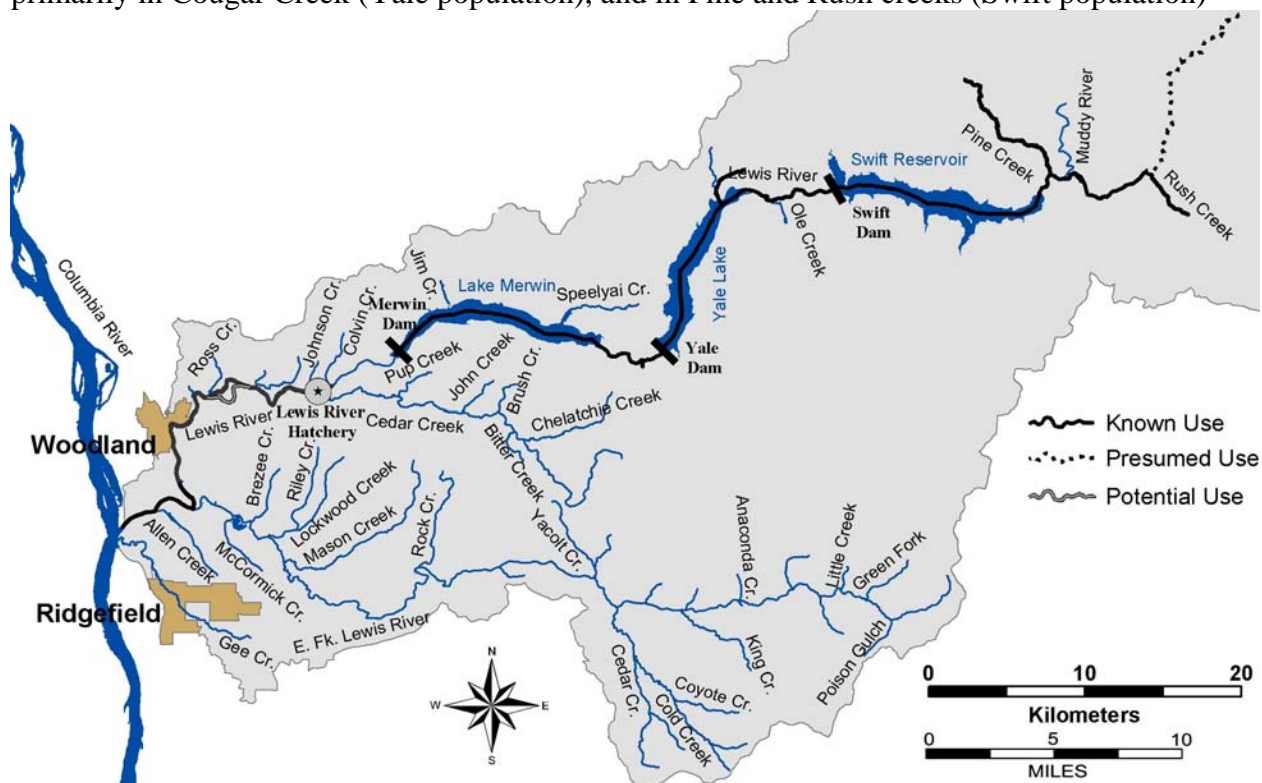 primarily in Cougar Creek (Yale population), and in Pine and Rush creeks (Swift population)
Columbia River
Woodland
Ridgefield
Ross Cr.
Johnson Cr.
Colvin Cr.
Jim Cr.
Merwin
Dam
Lake Merwin
Speelyai Cr.
Yale Lake
Yale
Dam
Lewis River
Ole Creek
Swift Reservoir
Swift
Dam
Pine Creek
Muddy River
Rush Creek
Lewis River
Lewis River
Hatchery
Pup Creek
John Creek
Brush Cr.
Cedar Creek
Chelatchie Creek
Bitter Creek
Brezee Cr.
Riley Cr.
Lockwood Creek
Mason Creek
Rock Cr.
Yacolt Cr.
Allen Creek
McCormick Cr.
Gee Cr.
E. Fk. Lewis River
Anaconda Cr.
Little Creek
Green Fork
King Cr.
Poison Gulch
Cedar Cr.
Coyote Cr.
Cold Creek
Known Use
Presumed Use
Potential Use
N
W
E
S
0 10 20
Kilometers
0 5 10
MILES